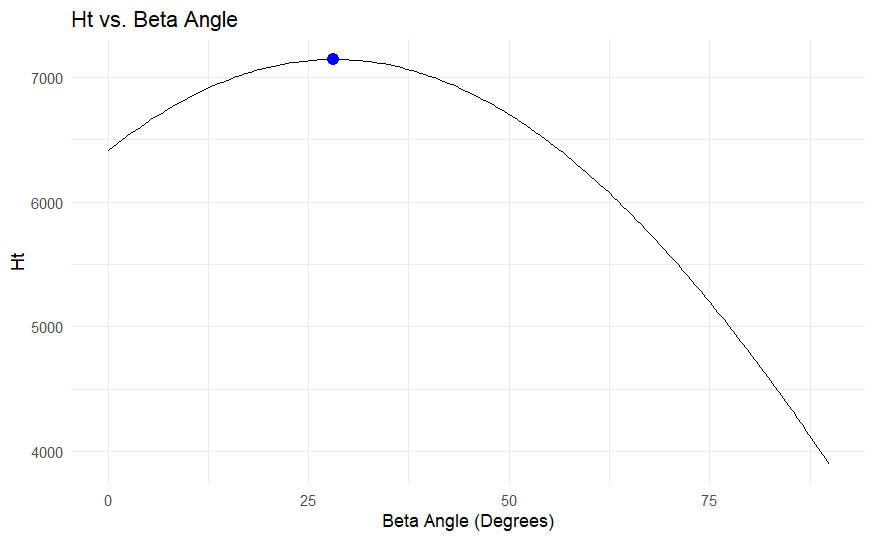 Ht vs. Beta Angle
7000
6000
5000
4000
Ht
0 25 50 75
Beta Angle (Degrees)